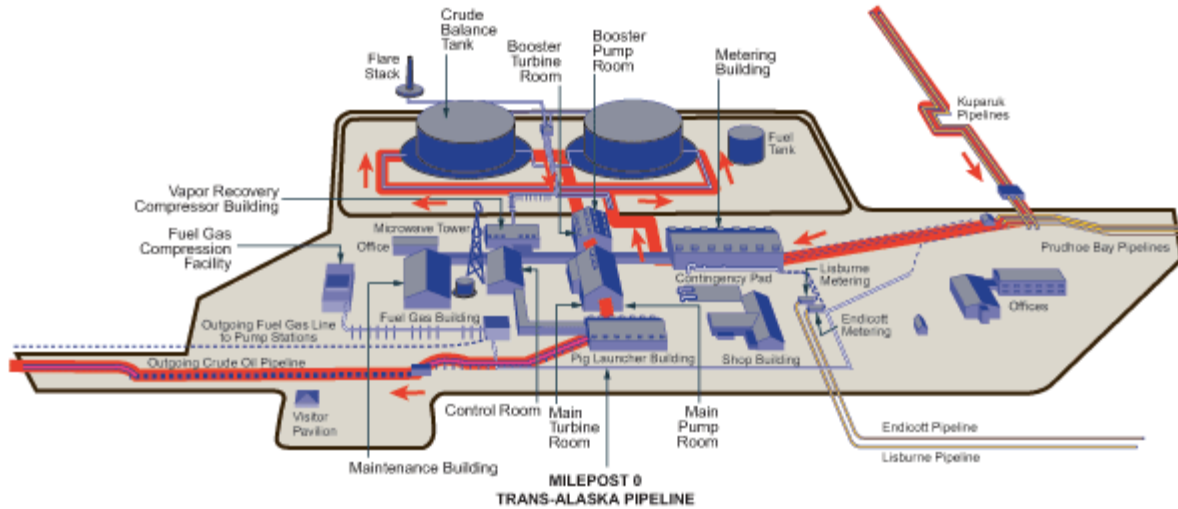 Crude
Balance
Tank
Flare
Stack
Booster
Turbine
Room
Booster
Pump
Room
Metering
Building
Kuparuk
Pipelines
Fuel
Tank
Vapor Recovery
Compressor Building
Microwave Tower
Office
Fuel Gas
Compression
Facility
Prudhoe Bay Pipelines
Contingency Pad
Lisburne
Metering
Offices
Fuel Gas Building
Endicott
Metering
Outgoing Fuel Gas Line
to Pump Stations
Outgoing Crude Oil Pipeline
Pig Launcher Building
Shop Building
Visitor
Pavilion
Control Room
Main
Turbine
Room
Main
Pump
Room
Endicott Pipeline
Lisburne Pipeline
Maintenance Building
MILEPOST 0
TRANS-ALASKA PIPELINE